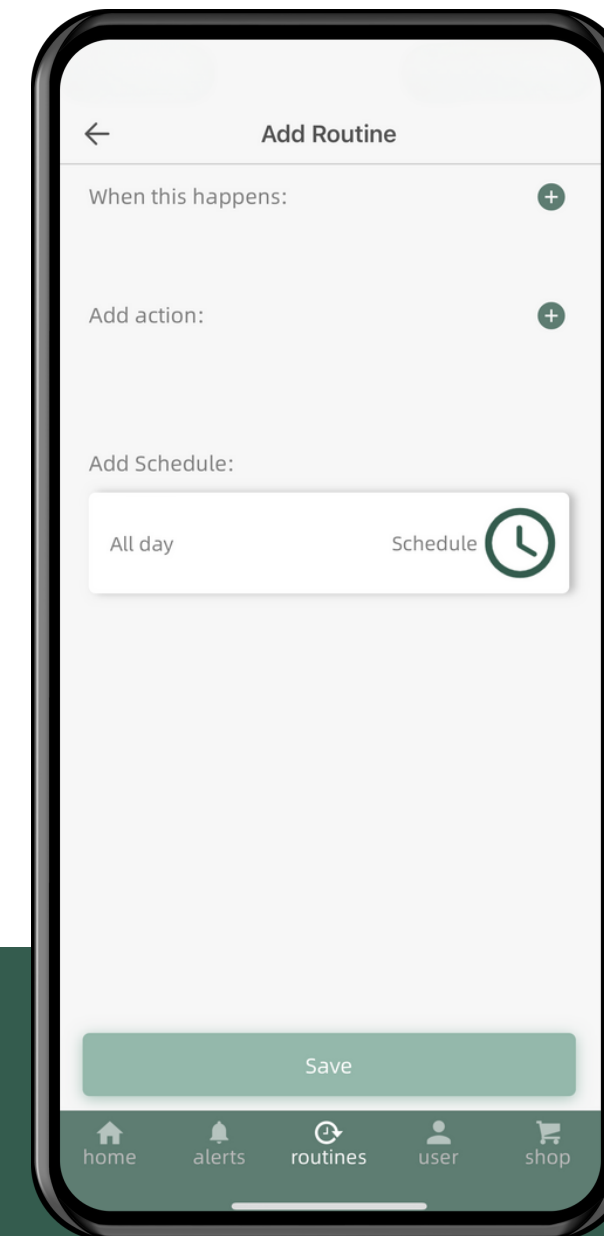 Add Routine
When this happens:
Add action:
Add Schedule:
All day Schedule
Save
home alerts routines user shop